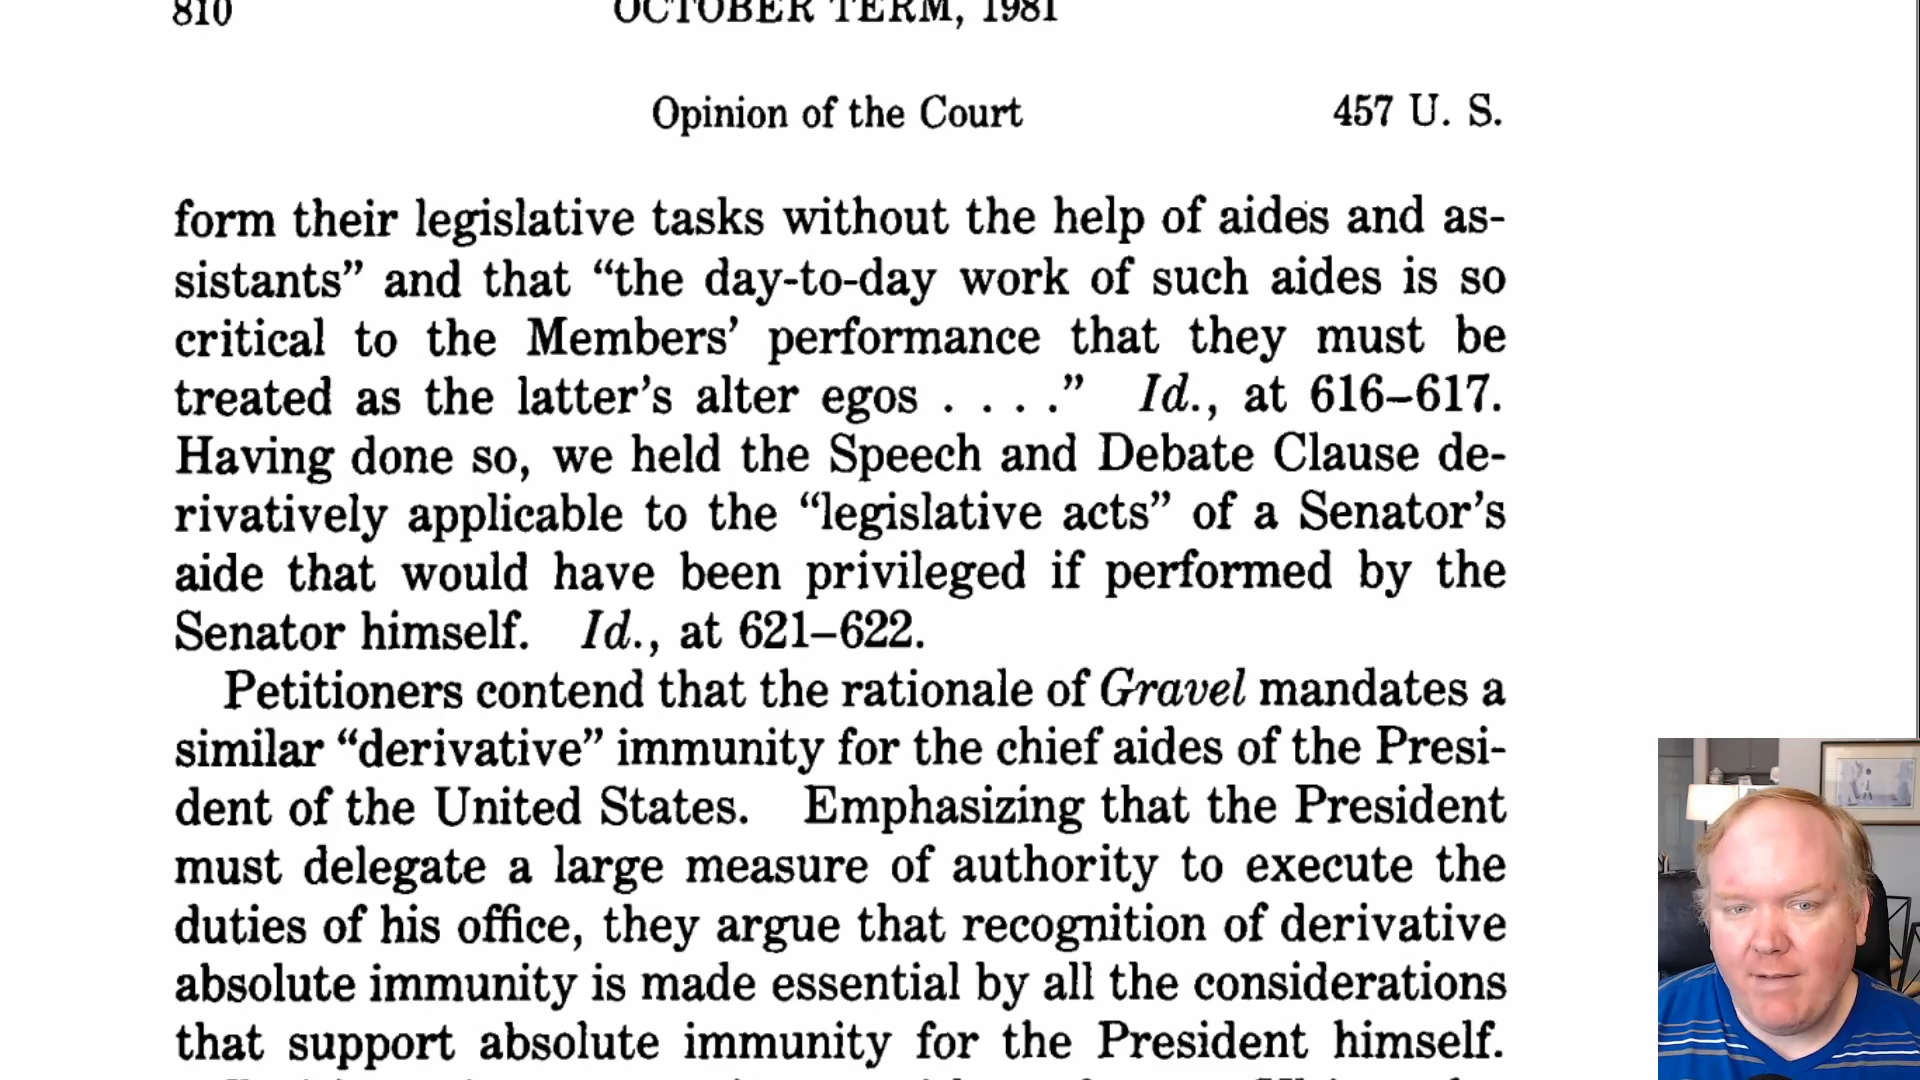 810 OCTOBER TERM, 1981
Opinion of the Court 457 U. S.
form their legislative tasks without the help of aides and as-
sistants” and that “the day-to-day work of such aides is so
critical to the Members’ performance that they must be
treated as the latter’s alter egos . . . .” Id., at 616–617.
Having done so, we held the Speech and Debate Clause de-
rivatively applicable to the “legislative acts” of a Senator’s
aide that would have been privileged if performed by the
Senator himself. Id., at 621–622.
Petitioners contend that the rationale of Gravel mandates a
similar “derivative” immunity for the chief aides of the Presi-
dent of the United States. Emphasizing that the President
must delegate a large measure of authority to execute the
duties of his office, they argue that recognition of derivative
absolute immunity is made essential by all the considerations
that support absolute immunity for the President himself.